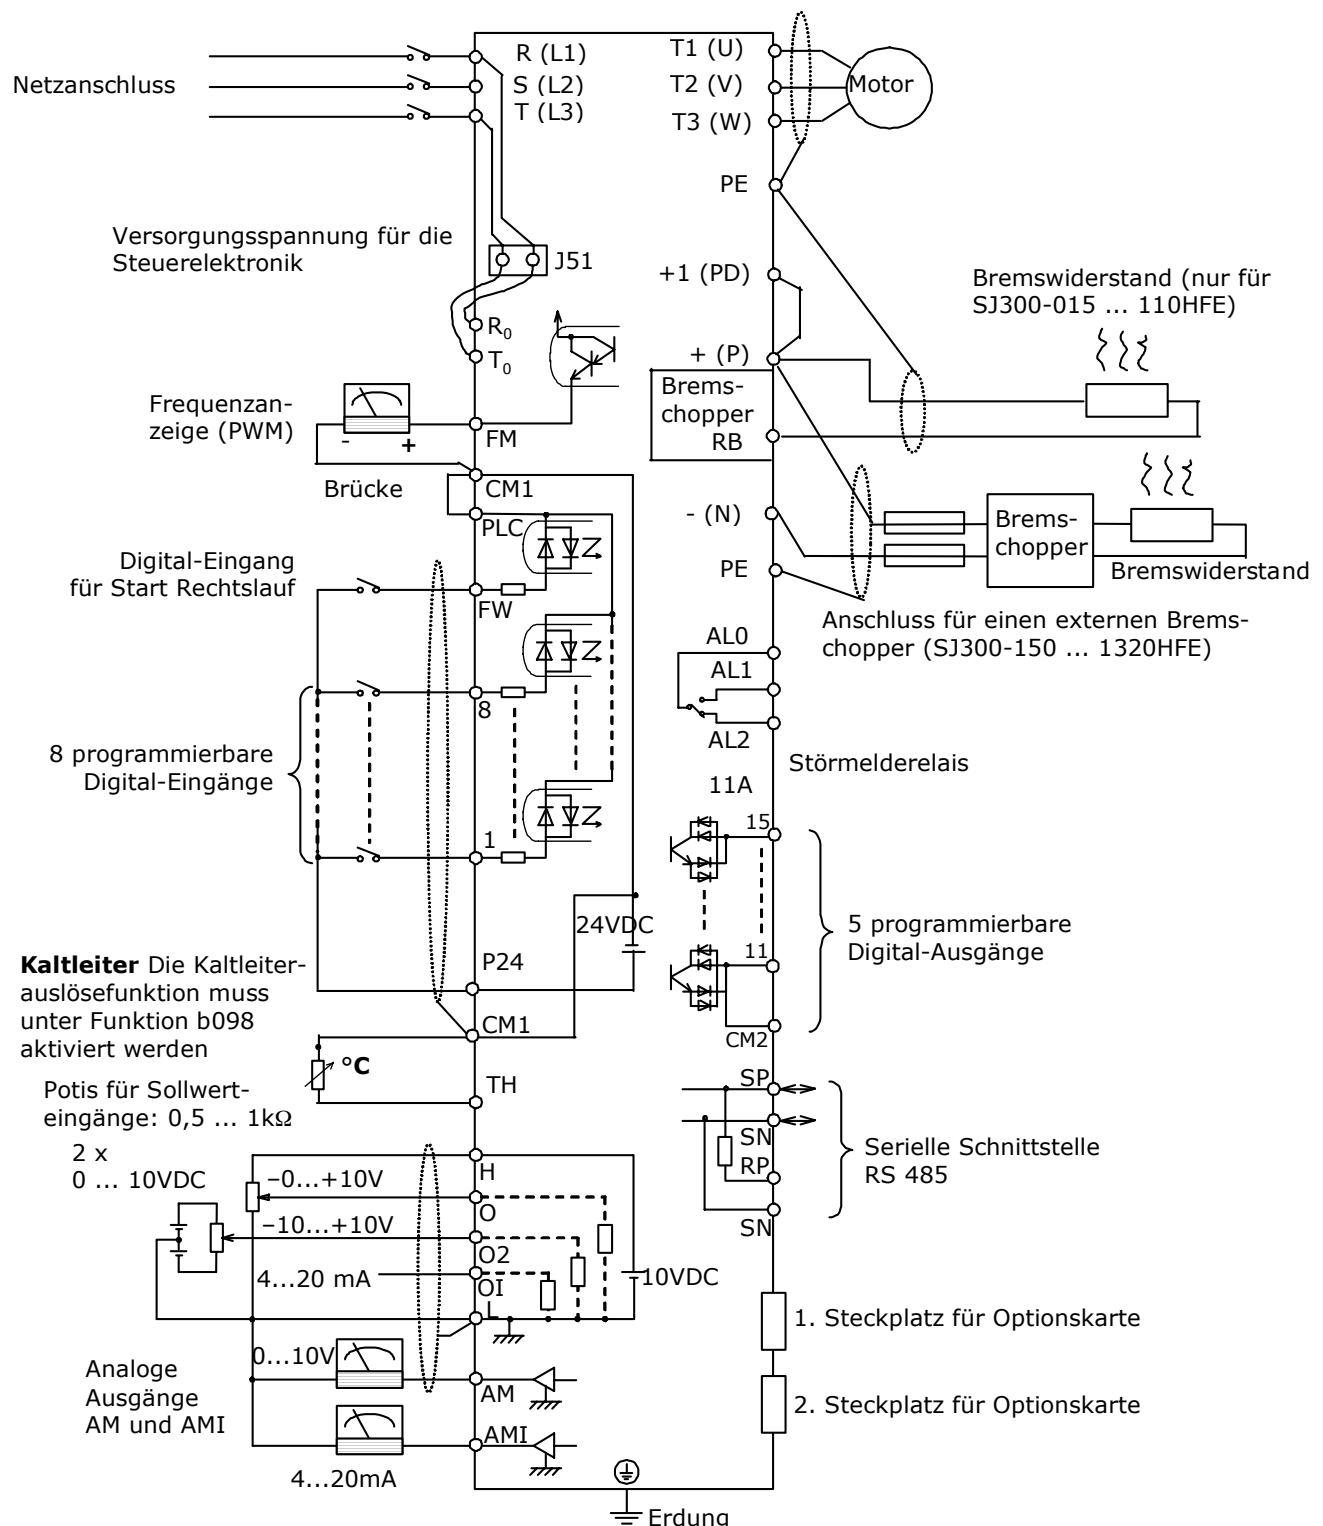 R (L1)
S (L2)
T (L3)
Netzanschluss
T1 (U)
T2 (V)
T3 (W)
Motor
PE
Versorgungsspannung für die
Steuerelektronik
J51
R0
T0
+1 (PD)
+ (P)
Brems-
chopper
RB
Bremswiderstand (nur für
SJ300-015 ... 110HFE)
Frequenzan-
zeige (PWM)
- +
FM
Brücke
CM1
PLC
- (N)
PE
Brems-
chopper
Bremswiderstand
Anschluss für einen externen Brems-
chopper (SJ300-150 ... 1320HFE)
Digital-Eingang
für Start Rechtslauf
FW
8
8 programmierbare
Digital-Eingänge
1
AL0
AL1
AL2
Störmelderelais
11A
15
11
CM2
5 programmierbare
Digital-Ausgänge
24VDC
P24
Kaltleiter Die Kaltleiter-
auslösefunktion muss
unter Funktion b098
aktiviert werden
CM1
°C
TH
SP
SN
RP
SN
Serielle Schnittstelle
RS 485
Potis für Sollwert-
eingänge: 0,5 ... 1kΩ
2 x
0 ... 10VDC
–0...+10V
–10...+10V
4...20 mA
H
O
O2
OI
L
10VDC
1. Steckplatz für Optionskarte
2. Steckplatz für Optionskarte
0...10V
Analoge
Ausgänge
AM und AMI
AM
AMI
4...20mA
Erdung